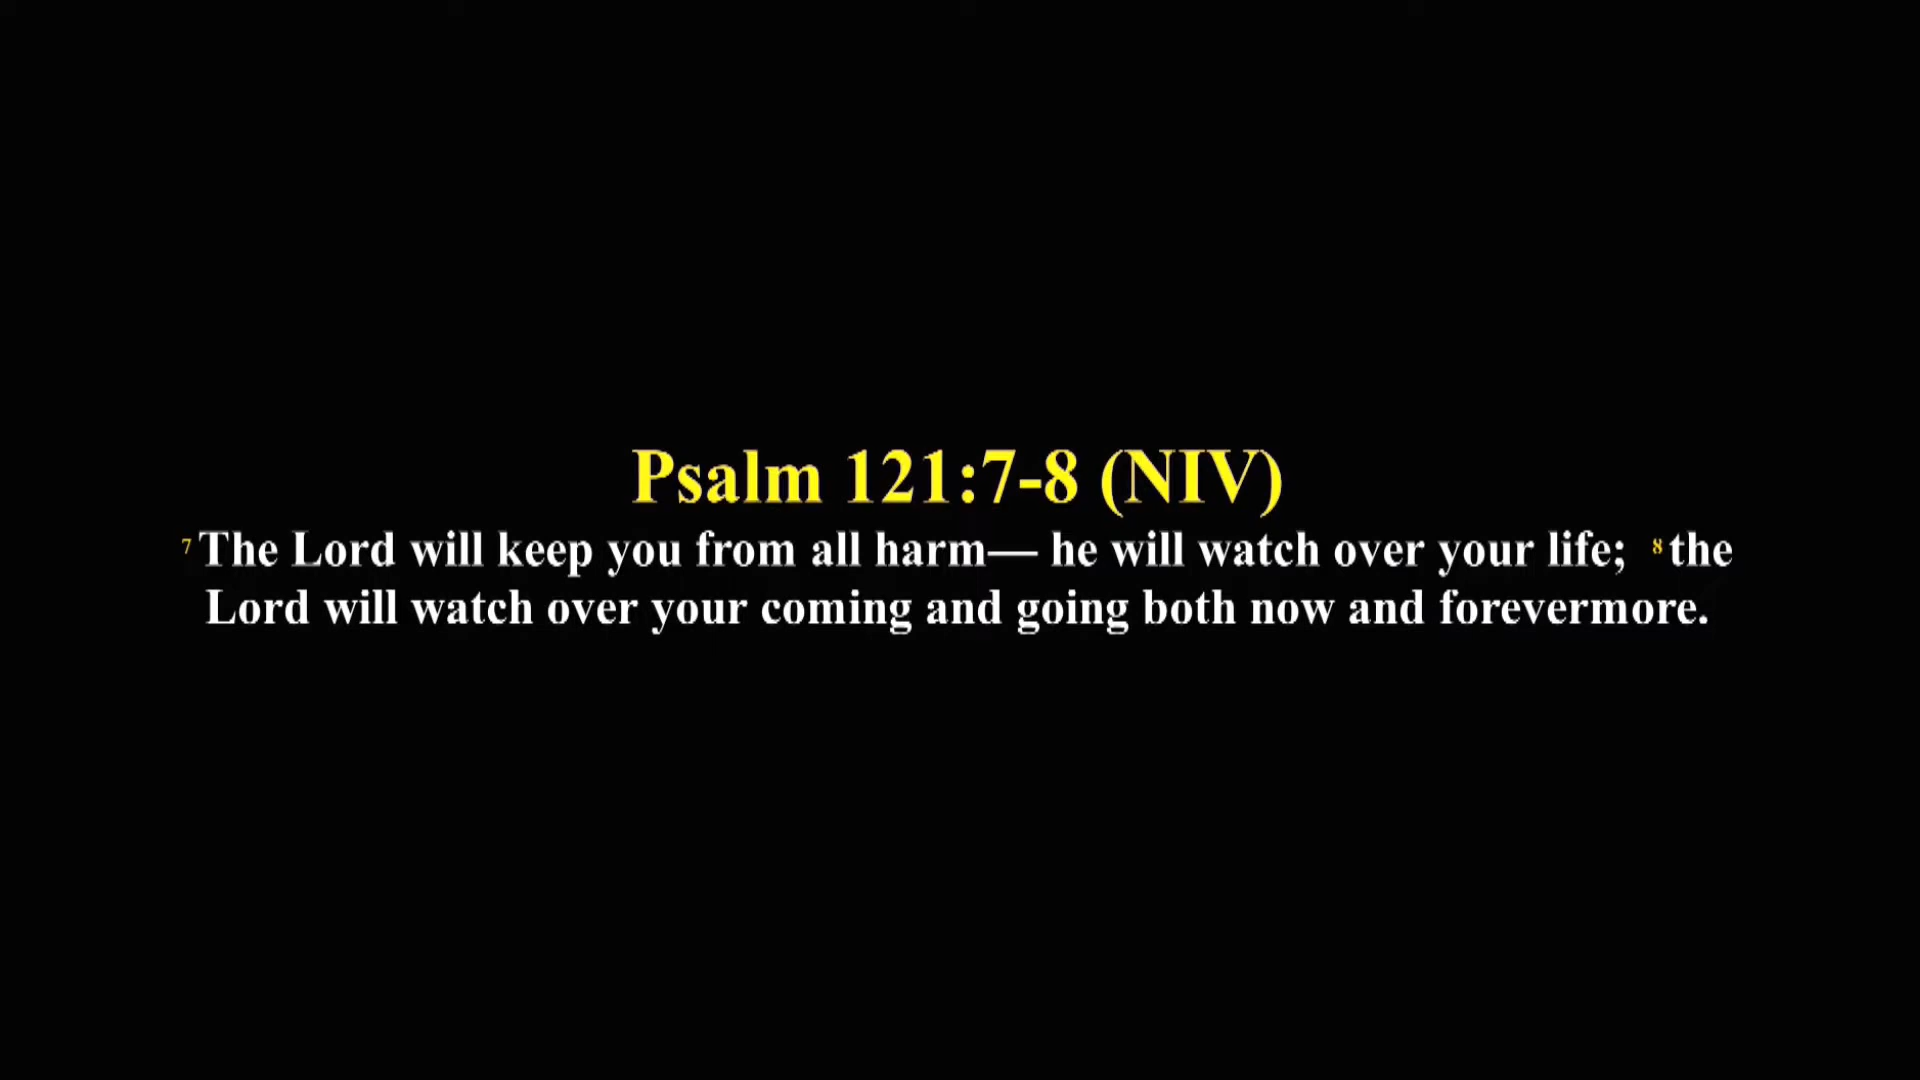 Psalm 121:7-8 (NIV)
7 The Lord will keep you from all harm— he will watch over your life; 8 the
Lord will watch over your coming and going both now and forevermore.